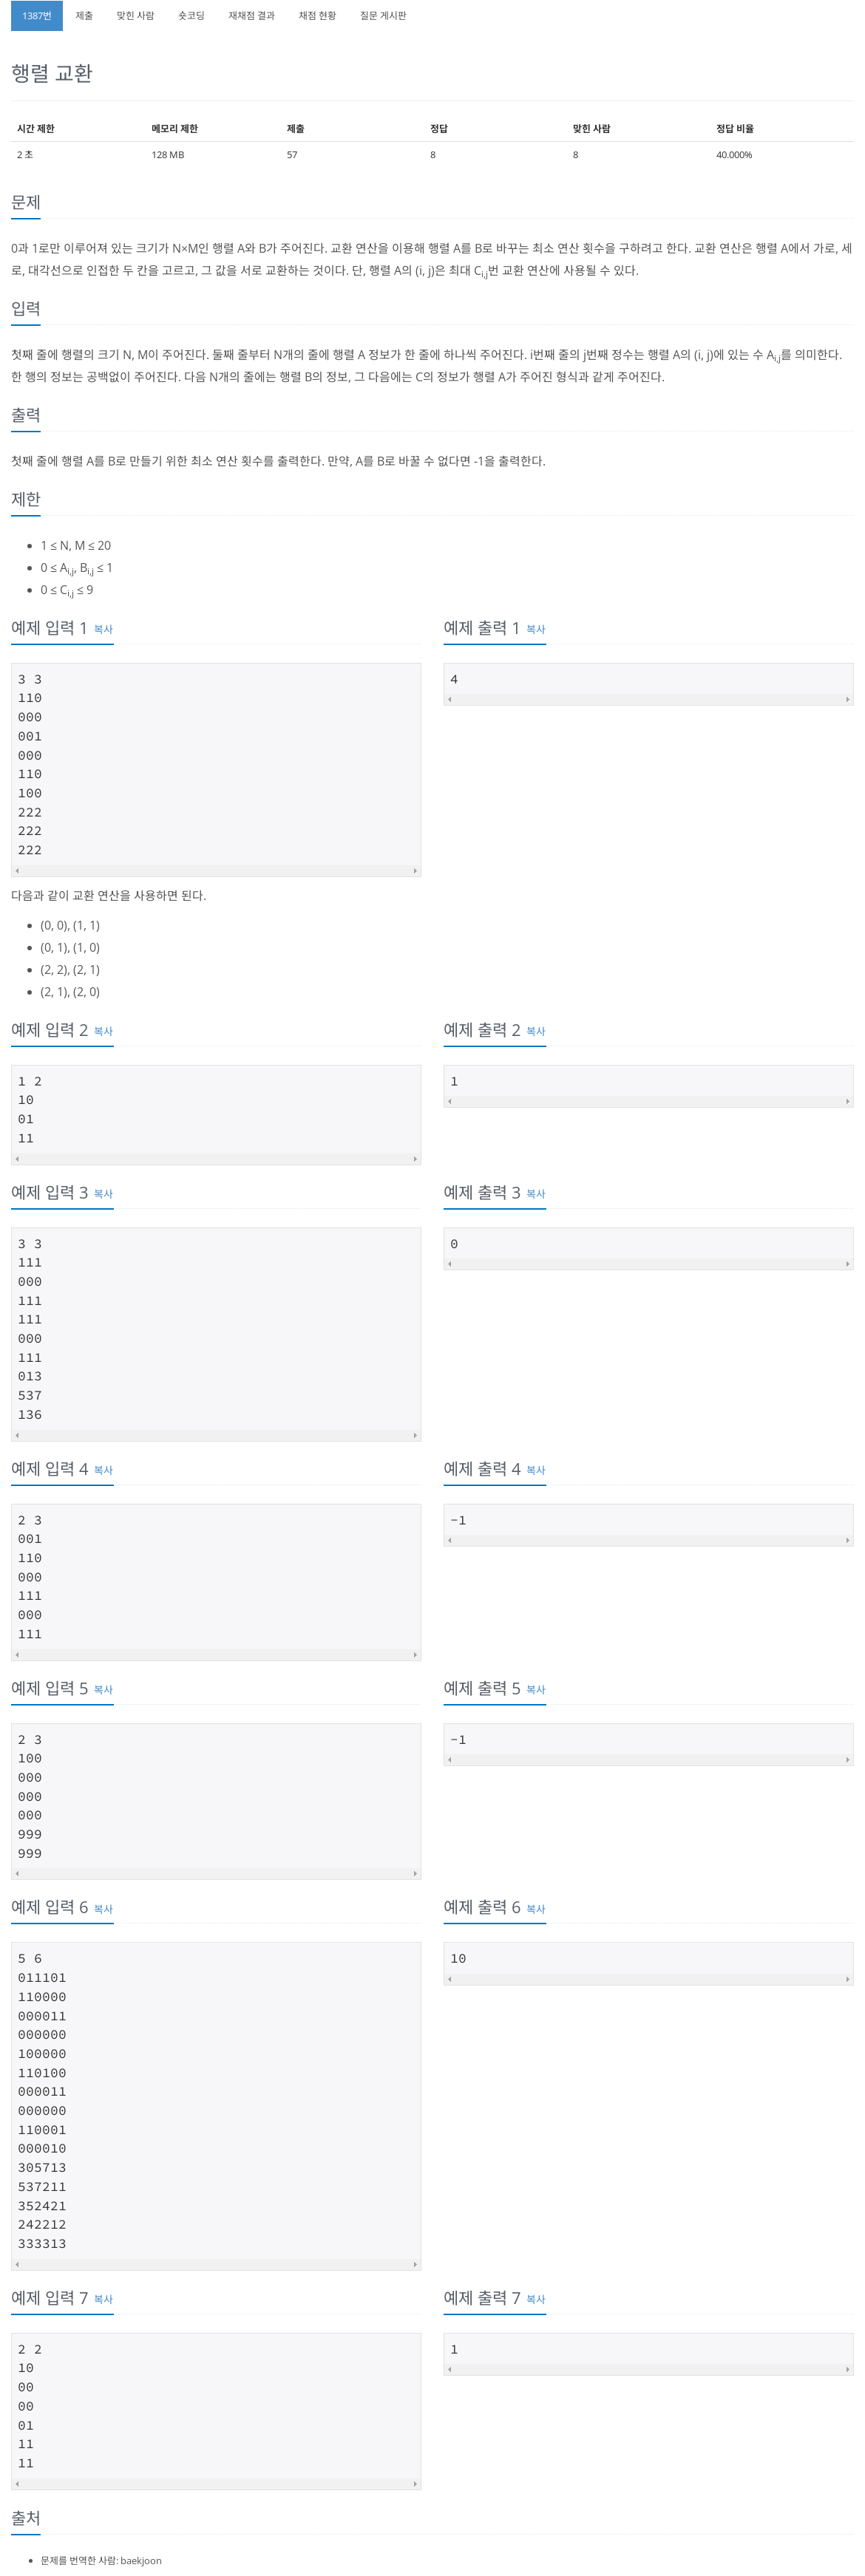 1387번 제출 맞힌 사람 숏코딩 재채점 결과 채점 현황 질문 게시판
행렬 교환
시간 제한 메모리 제한 제출 정답 맞힌 사람 정답 비율
2 초 128 MB 57 8 8 40.000%
문제
0과 1로만 이루어져 있는 크기가 N×M인 행렬 A와 B가 주어진다. 교환 연산을 이용해 행렬 A를 B로 바꾸는 최소 연산 횟수를 구하려고 한다. 교환 연산은 행렬 A에서 가로, 세
로, 대각선으로 인접한 두 칸을 고르고, 그 값을 서로 교환하는 것이다. 단, 행렬 A의 (i, j)은 최대 Ci,j번 교환 연산에 사용될 수 있다.
입력
첫째 줄에 행렬의 크기 N, M이 주어진다. 둘째 줄부터 N개의 줄에 행렬 A 정보가 한 줄에 하나씩 주어진다. i번째 줄의 j번째 정수는 행렬 A의 (i, j)에 있는 수 Ai,j를 의미한다.
한 행의 정보는 공백없이 주어진다. 다음 N개의 줄에는 행렬 B의 정보, 그 다음에는 C의 정보가 행렬 A가 주어진 형식과 같게 주어진다.
출력
첫째 줄에 행렬 A를 B로 만들기 위한 최소 연산 횟수를 출력한다. 만약, A를 B로 바꿀 수 없다면 -1을 출력한다.
제한
• 1 ≤ N, M ≤ 20
• 0 ≤ Ai,j, Bi,j ≤ 1
• 0 ≤ Ci,j ≤ 9
예제 입력 1 복사
3 3
110
000
001
000
110
100
222
222
222
예제 출력 1 복사
4
다음과 같이 교환 연산을 사용하면 된다.
• (0, 0), (1, 1)
• (0, 1), (1, 0)
• (2, 2), (2, 1)
• (2, 1), (2, 0)
예제 입력 2 복사
1 2
10
01
11
예제 출력 2 복사
1
예제 입력 3 복사
3 3
111
000
111
111
000
111
013
537
136
예제 출력 3 복사
0
예제 입력 4 복사
2 3
001
110
000
111
000
111
예제 출력 4 복사
-1
예제 입력 5 복사
2 3
100
000
000
000
999
999
예제 출력 5 복사
-1
예제 입력 6 복사
5 6
011101
110000
000011
000000
100000
110100
000011
000000
110001
000010
305713
537211
352421
242212
333313
예제 출력 6 복사
10
예제 입력 7 복사
2 2
10
00
00
01
11
11
예제 출력 7 복사
1
출처
• 문제를 번역한 사람: baekjoon